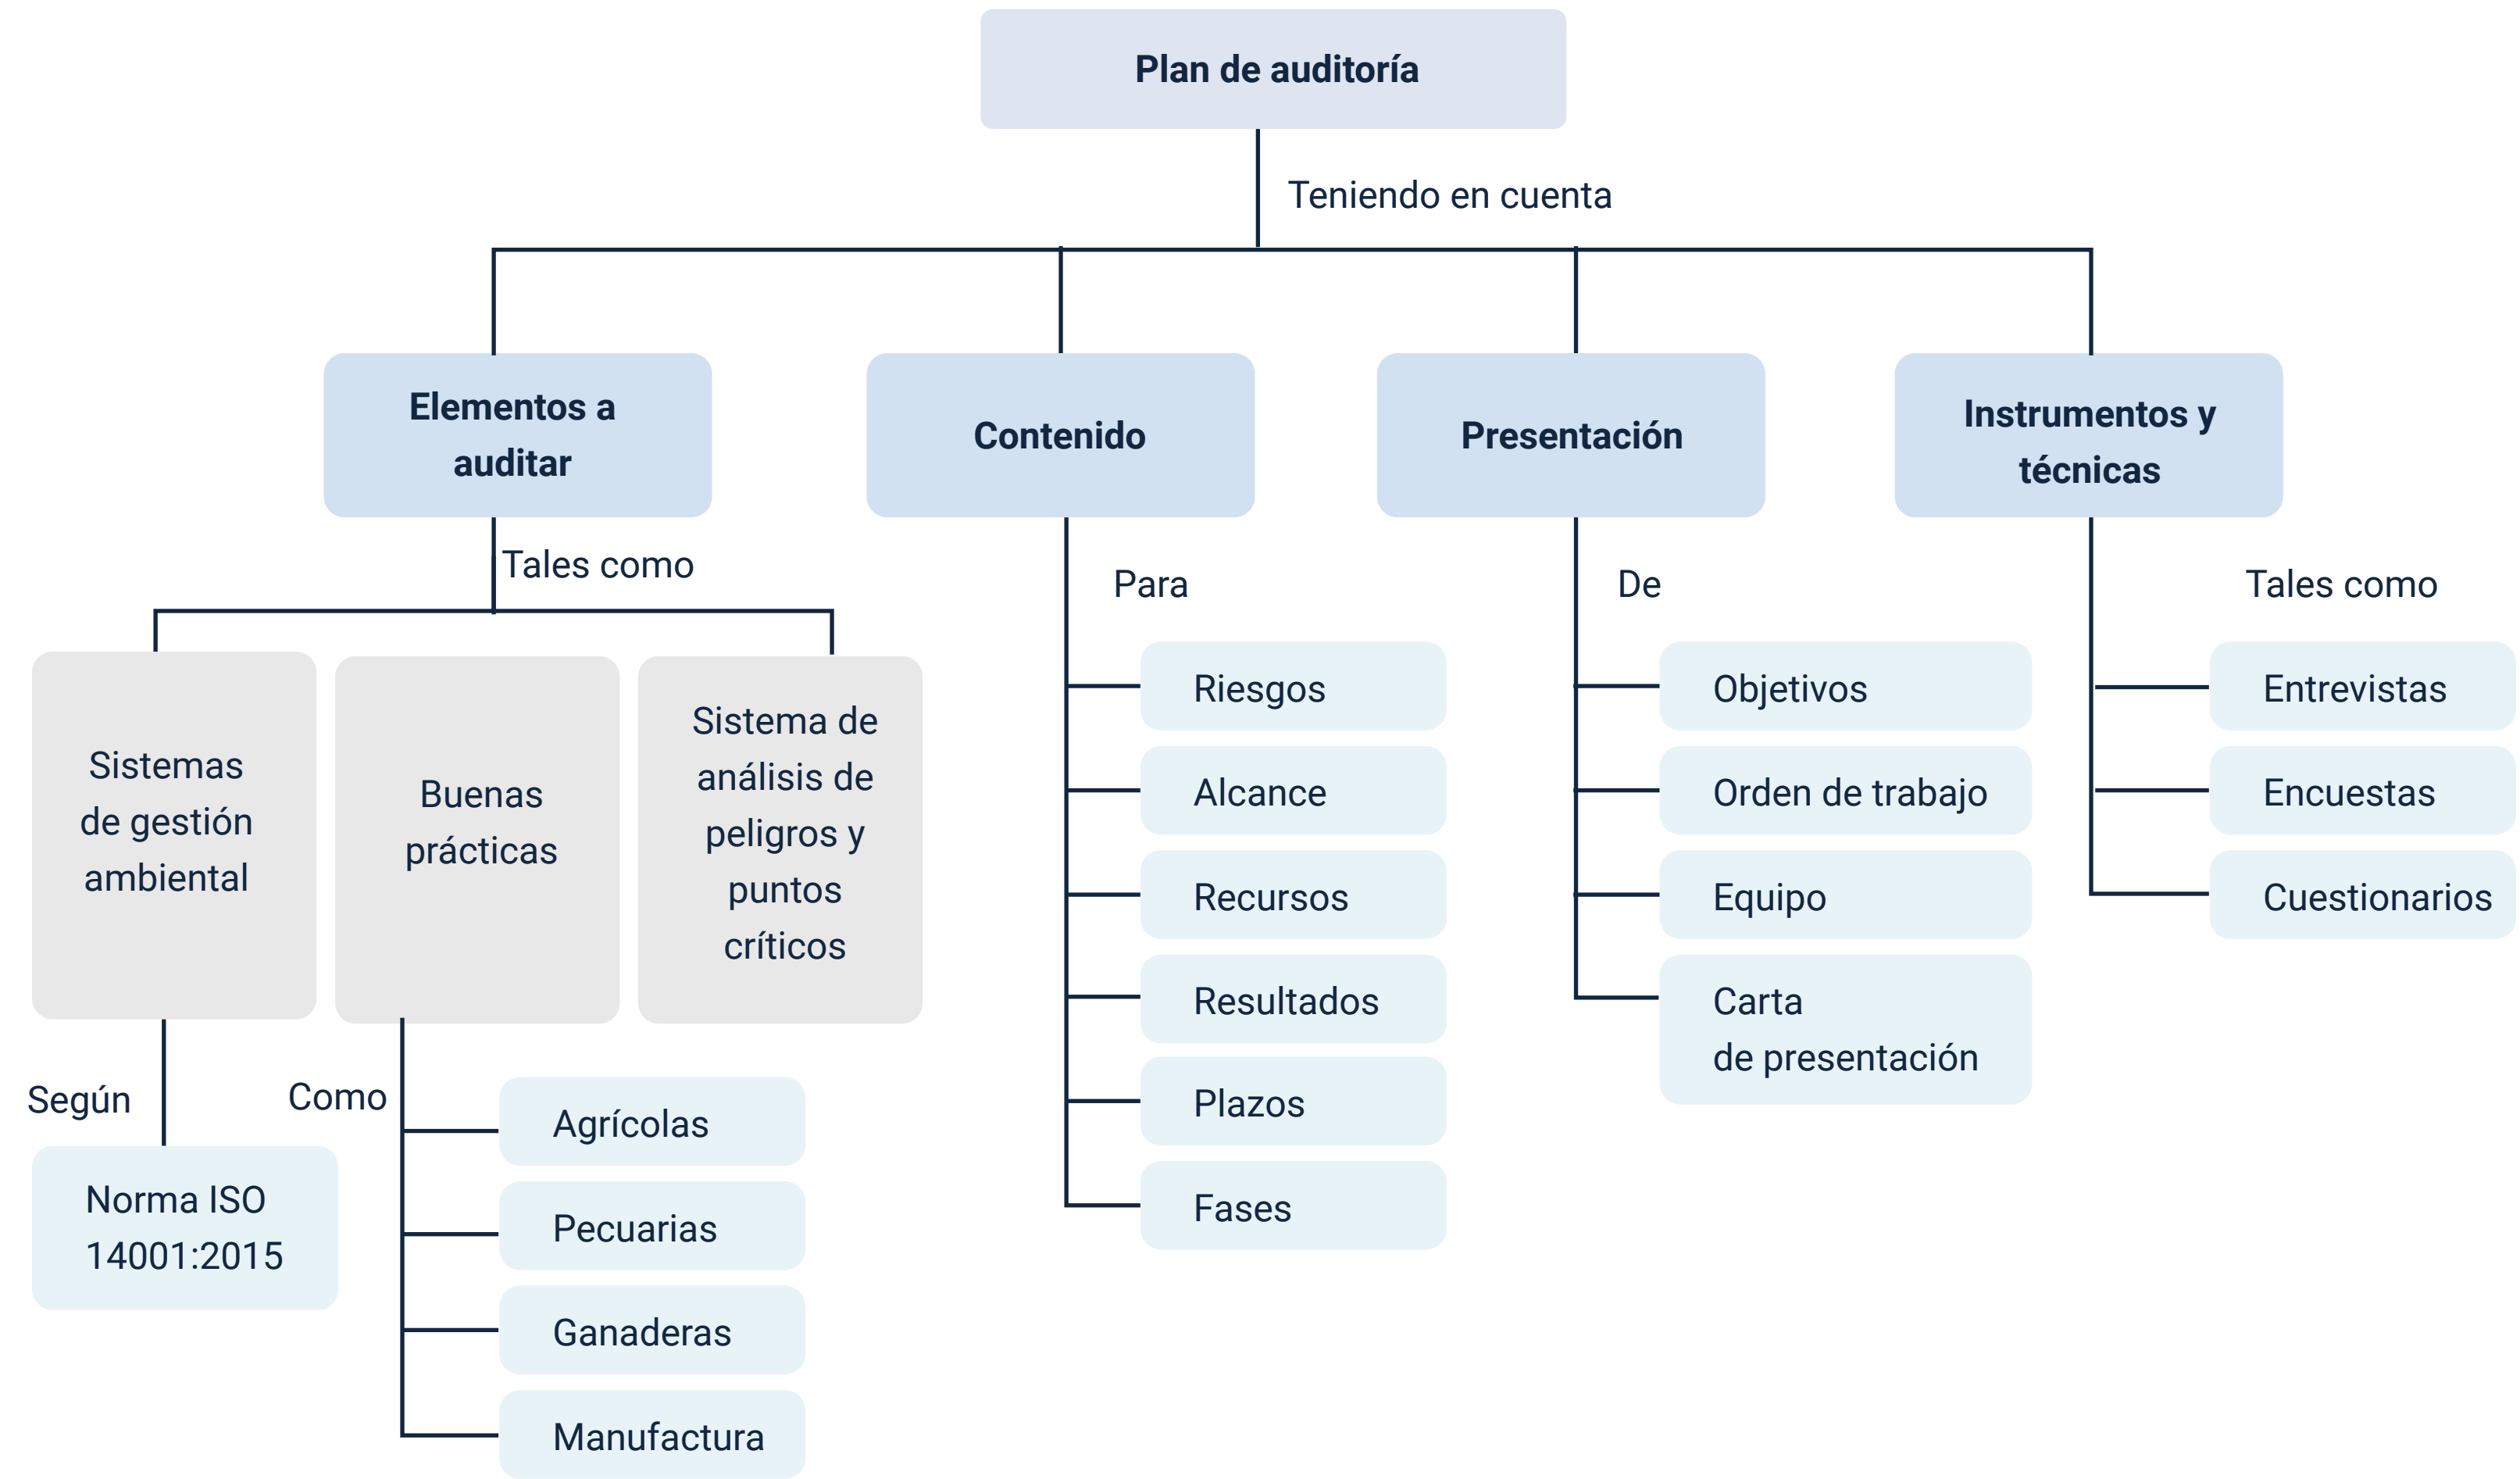 Plan de auditoría
Teniendo en cuenta
Elementos a
auditar
Contenido
Presentación
Instrumentos y
técnicas
Tales como
Sistemas
de gestión
ambiental
Buenas
prácticas
Sistema de
análisis de
peligros y
puntos
críticos
Según
Norma ISO
14001:2015
Como
Agrícolas
Pecuarias
Ganaderas
Manufactura
Para
Riesgos
Alcance
Recursos
Resultados
Plazos
Fases
De
Objetivos
Orden de trabajo
Equipo
Carta
de presentación
Tales como
Entrevistas
Encuestas
Cuestionarios